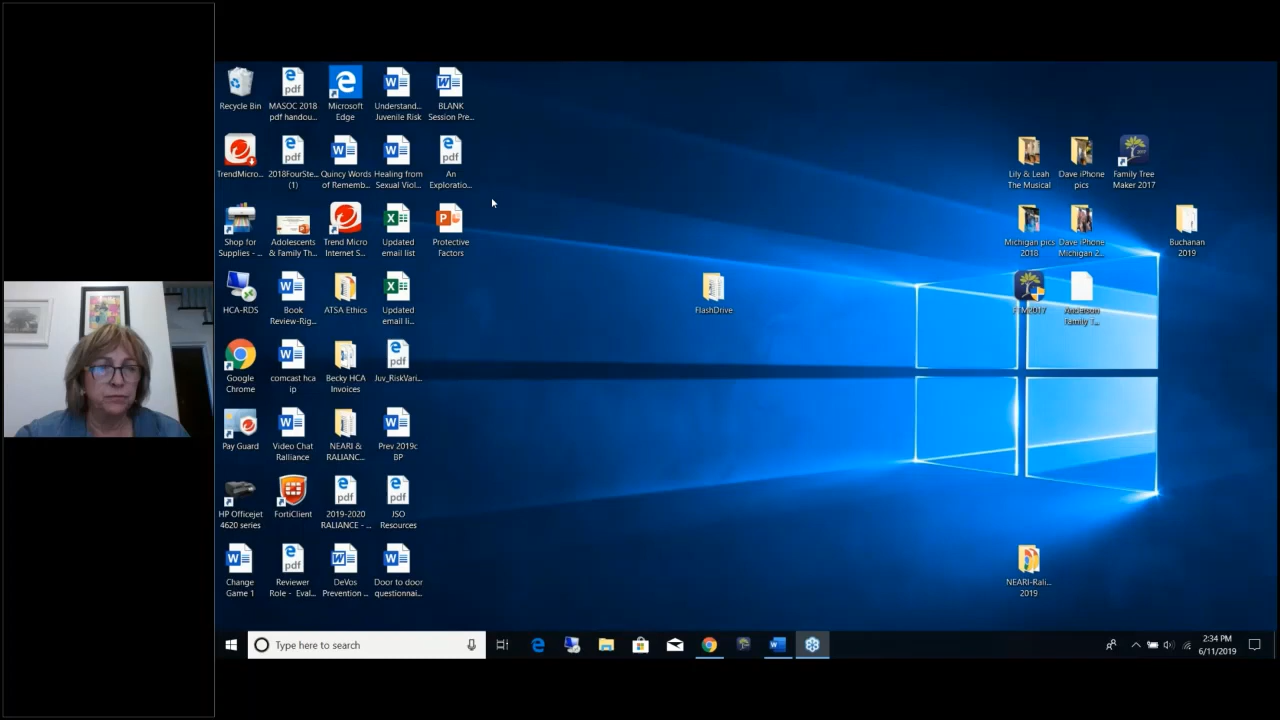 Recycle Bin
MASOC 2018
pdf handou...
Microsoft
Edge
Understand...
Juvenile Risk
BLANK
Session Pre...
TrendMicro...
2018FourSte...
(1)
Quincy Words
of Rememb...
Healing from
Sexual Viol...
An
Exploratio...
Lily & Leah
The Musical
Dave iPhone
pics
Family Tree
Maker 2017
Shop for
Supplies - ...
Adolescents
& Family Th...
Trend Micro
Internet S...
Updated
email list
Protective
Factors
Michigan pics
2018
Dave iPhone
Michigan 2...
Buchanan
2019
HCA-RDS
Book
Review-Rig...
ATSA Ethics
Updated
email li...
FlashDrive
FTM2017
Anderson
Family T...
Google
Chrome
comcast hca
ip
Becky HCA
Invoices
Juv_RiskVari...
Pay Guard
Video Chat
Ralliance
NEARI &
RALIANC...
Prev 2019c
BP
HP Officejet
4620 series
FortiClient
2019-2020
RALIANCE - ...
JSO
Resources
Change
Game 1
Reviewer
Role - Eval...
DeVos
Prevention ...
Door to door
questionnai...
NEARI-Rali...
2019
Type here to search
2:34 PM
6/11/2019